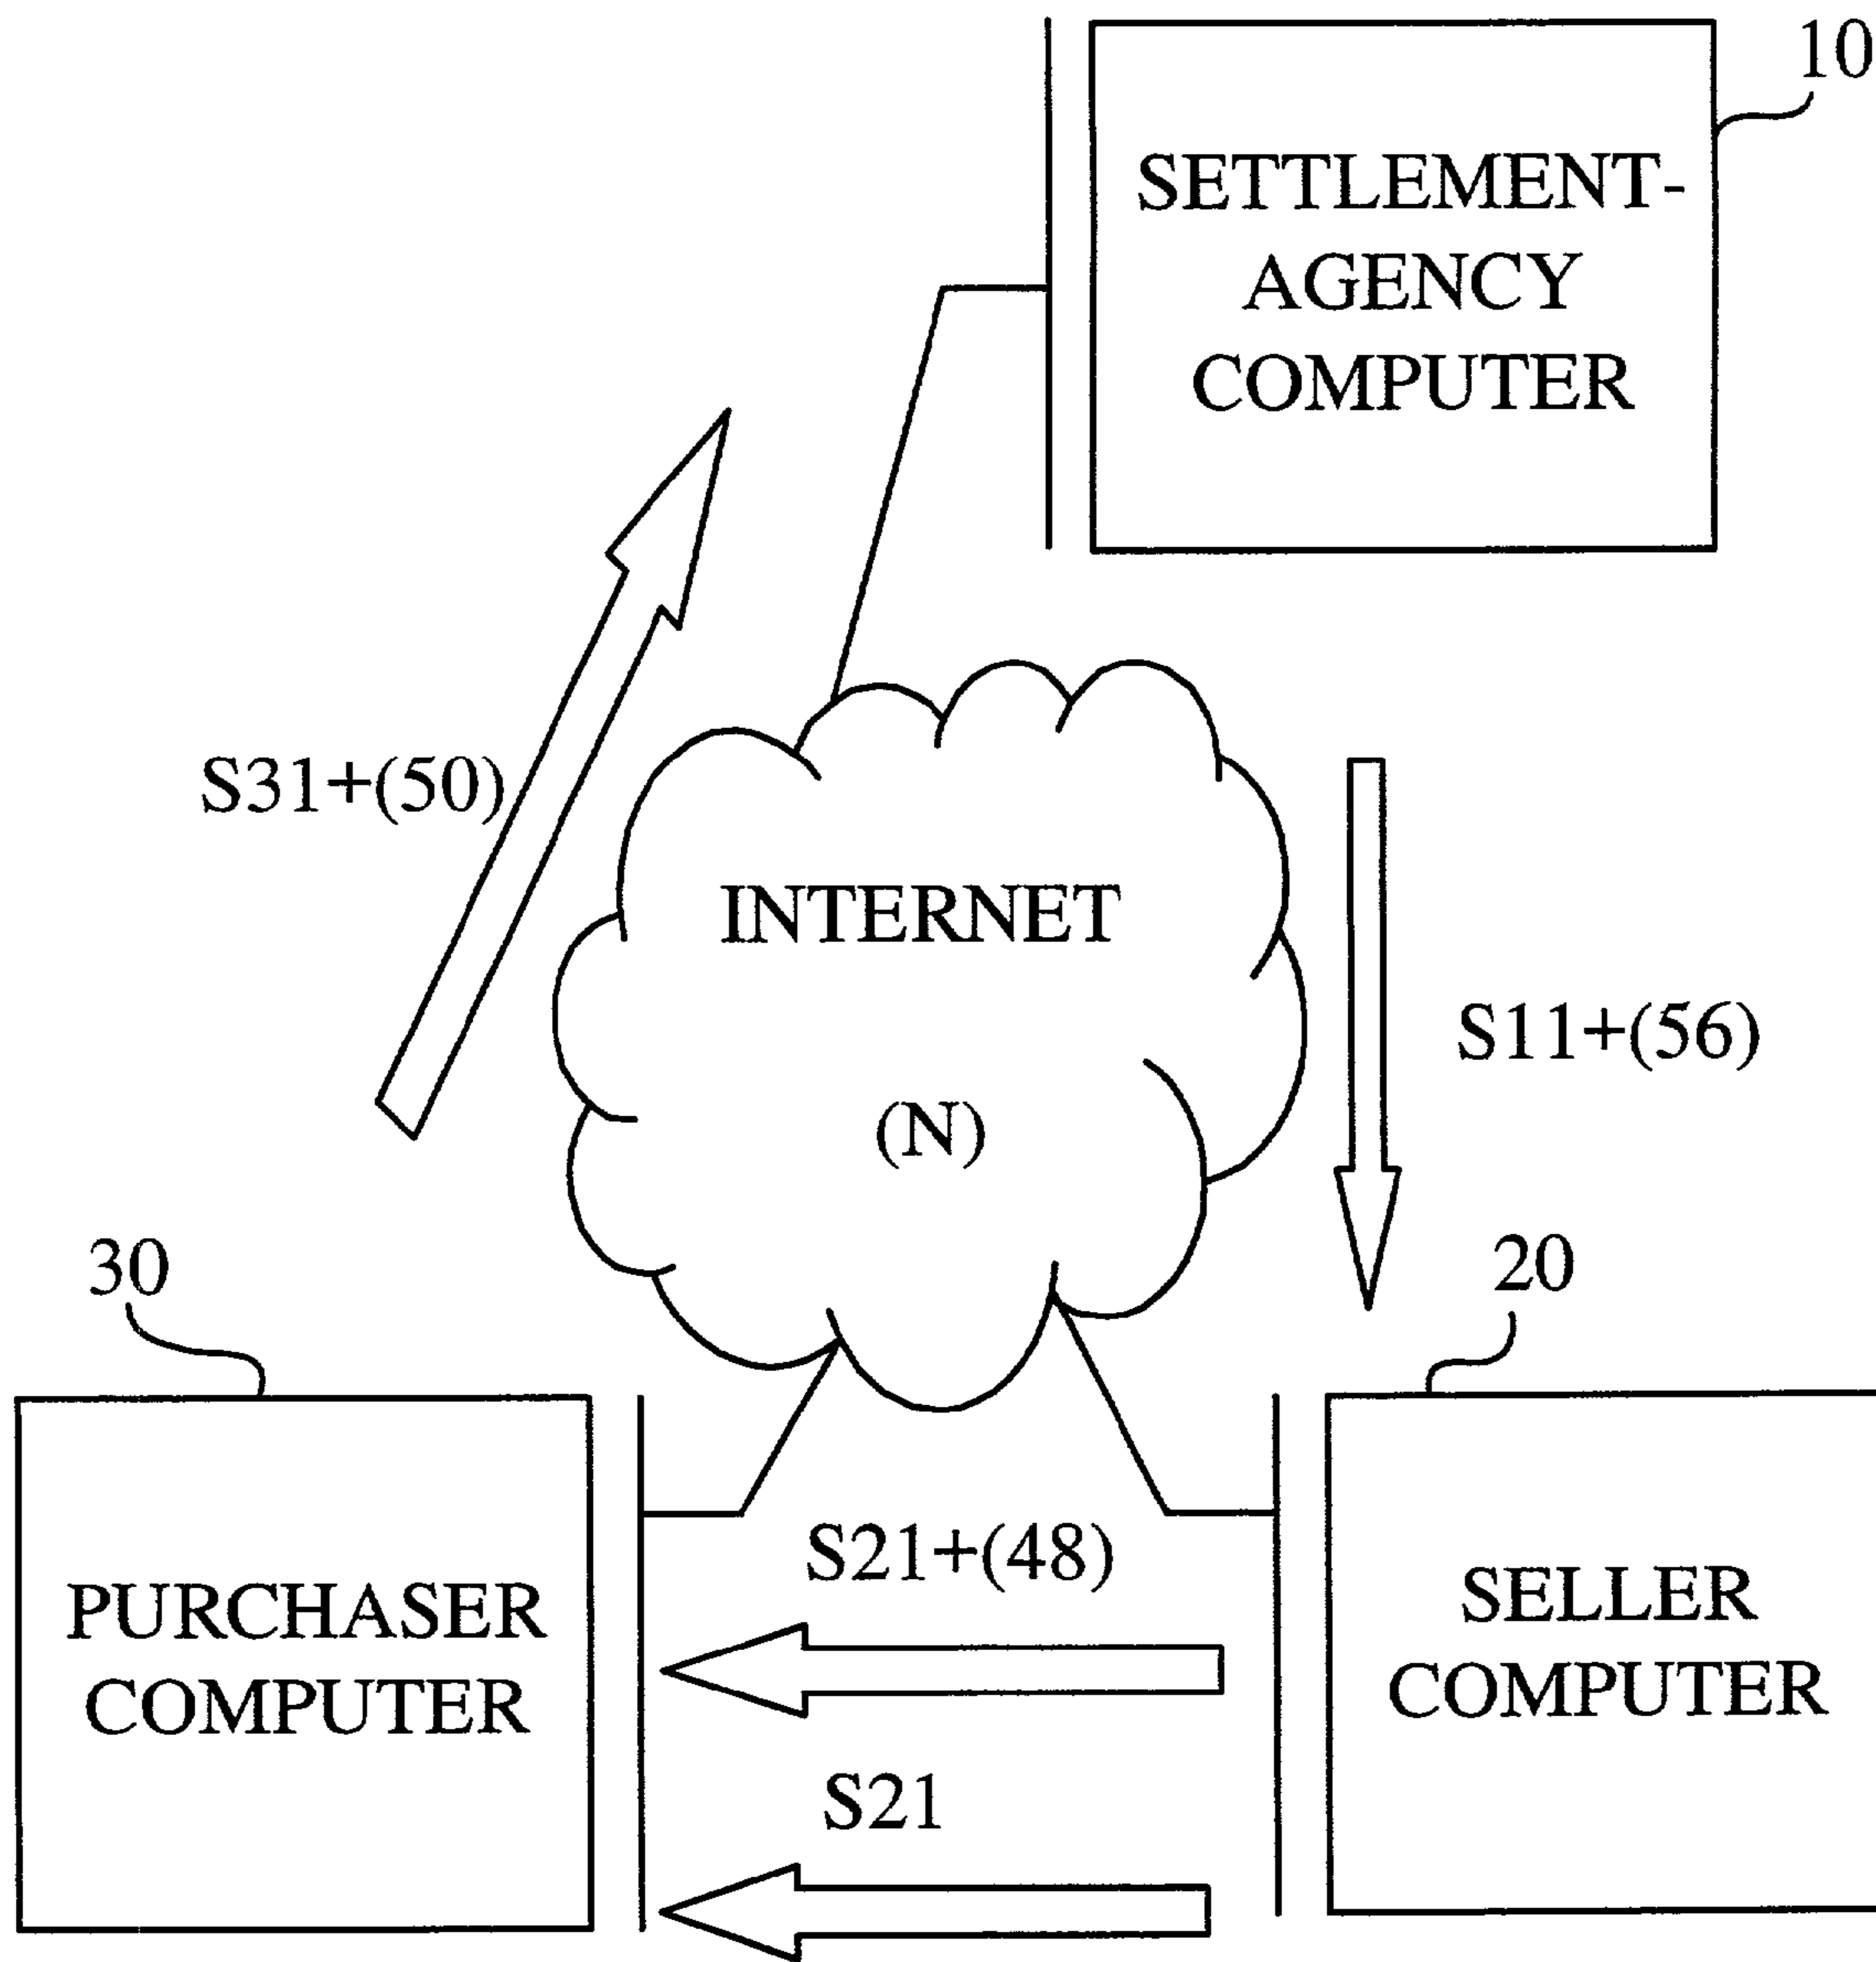 10
SETTLEMENT-
AGENCY
COMPUTER
S31+(50)
INTERNET
(N)
S11+(56)
30
20
PURCHASER
COMPUTER
S21+(48)
S21
SELLER
COMPUTER